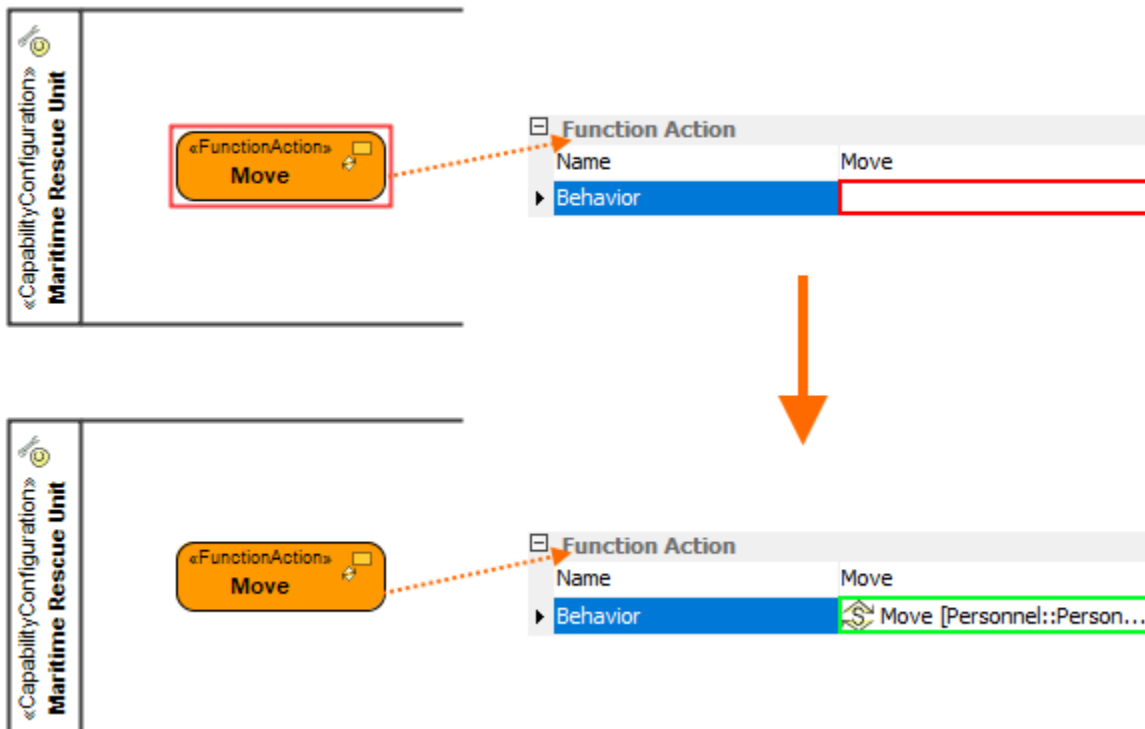 «CapabilityConfiguration»
Maritime Rescue Unit
«FunctionAction»
Move
Function Action
Name Move
Behavior
«CapabilityConfiguration»
Maritime Rescue Unit
«FunctionAction»
Move
Function Action
Name Move
Behavior S Move [Personnel::Person...